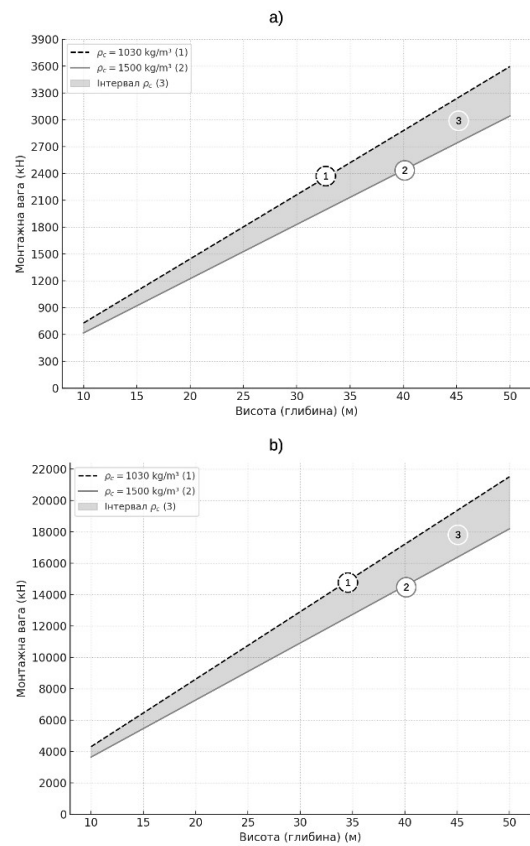 a)
3900
3600
3300
3000
2700
2400
2100
1800
1500
1200
900
600
300
0
Монтажна вага (кН)
ρc = 1030 kg/m³ (1)
ρc = 1500 kg/m³ (2)
Інтервал ρc (3)
1
2
3
10 15 20 25 30 35 40 45 50
Висота (глибина) (м)
b)
22000
20000
18000
16000
14000
12000
10000
8000
6000
4000
2000
0
Монтажна вага (кН)
ρc = 1030 kg/m³ (1)
ρc = 1500 kg/m³ (2)
Інтервал ρc (3)
1
2
3
10 15 20 25 30 35 40 45 50
Висота (глибина) (м)